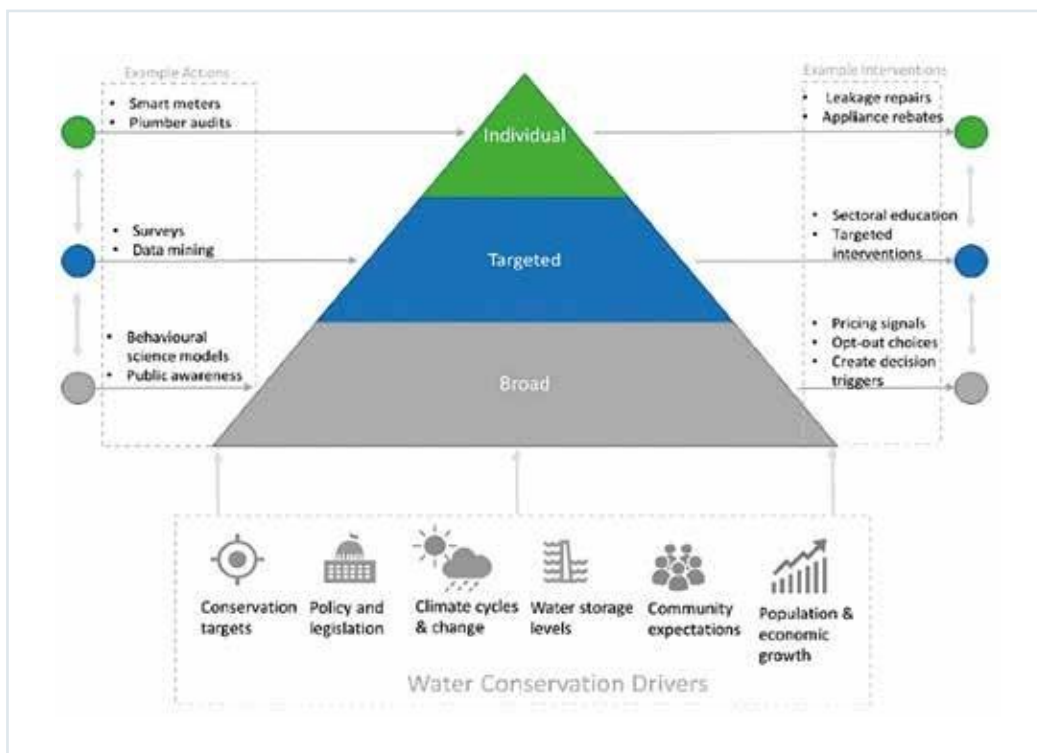 Example Actions
Example Interventions
• Smart meters
• Plumber audits
Individual
• Leakage repairs
• Appliance rebates
• Surveys
• Data mining
Targeted
• Sectoral education
• Targeted
interventions
• Behavioural
science models
• Public awareness
Broad
• Pricing signals
• Opt-out choices
• Create decision
triggers
Conservation
targets
Policy and
legislation
Climate cycles
& change
Water storage
levels
Community
expectations
Population &
economic
growth
Water Conservation Drivers